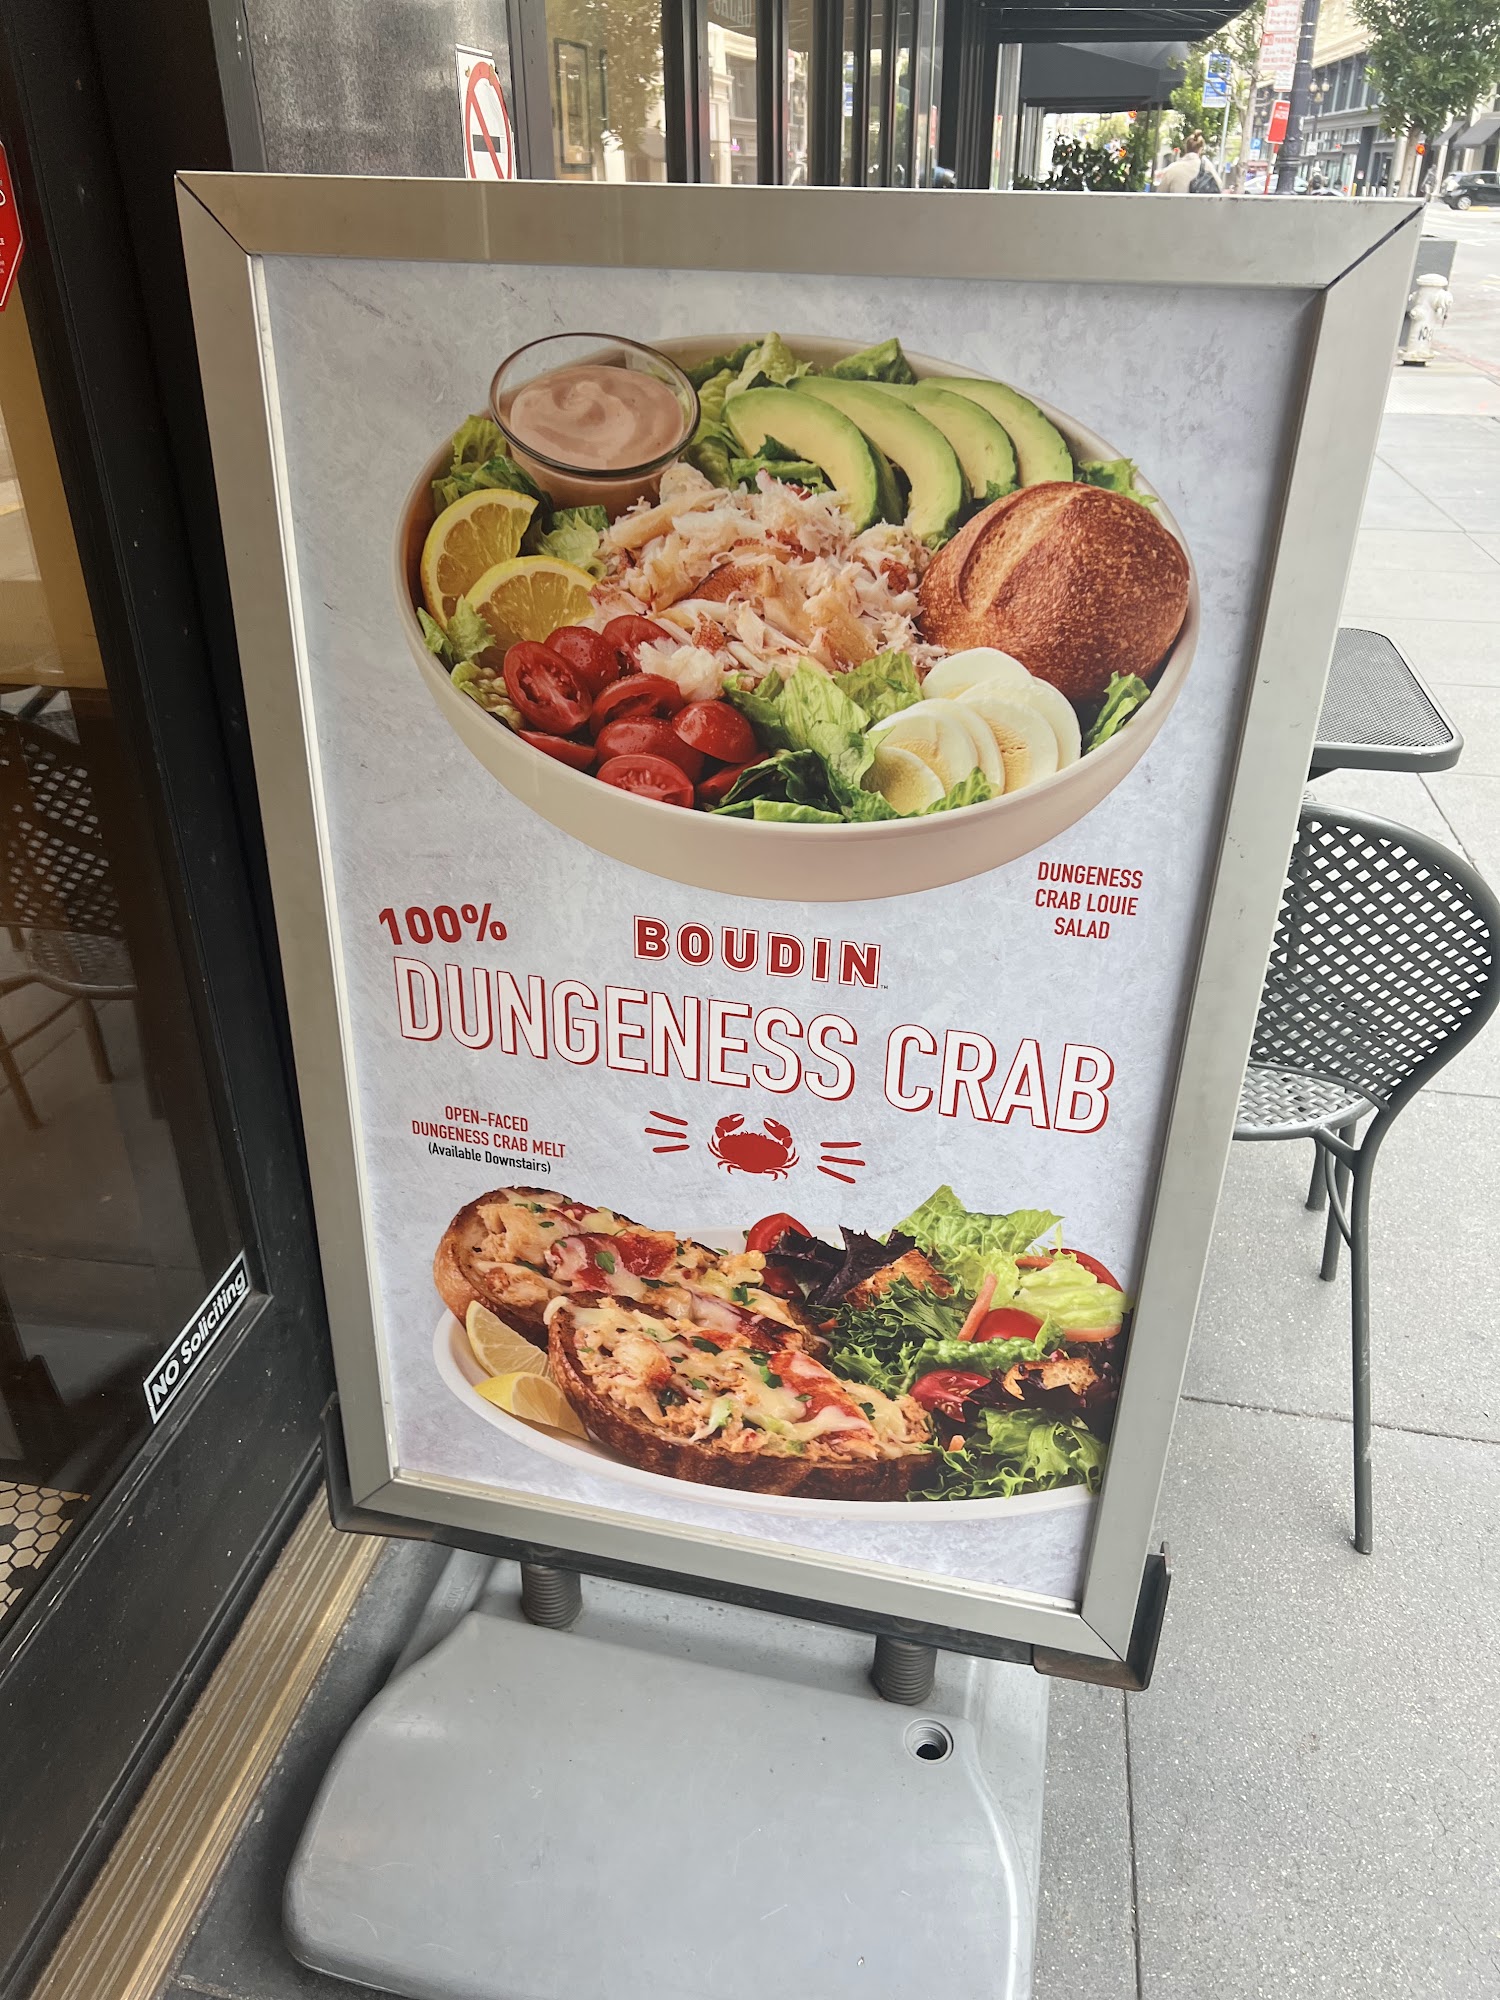 DUNGENESS
CRAB LOUIE
SALAD
100%
BOUDIN
DUNGENESS CRAB
OPEN-FACED
DUNGENESS CRAB MELT
(Available Downstairs)
NO Soliciting